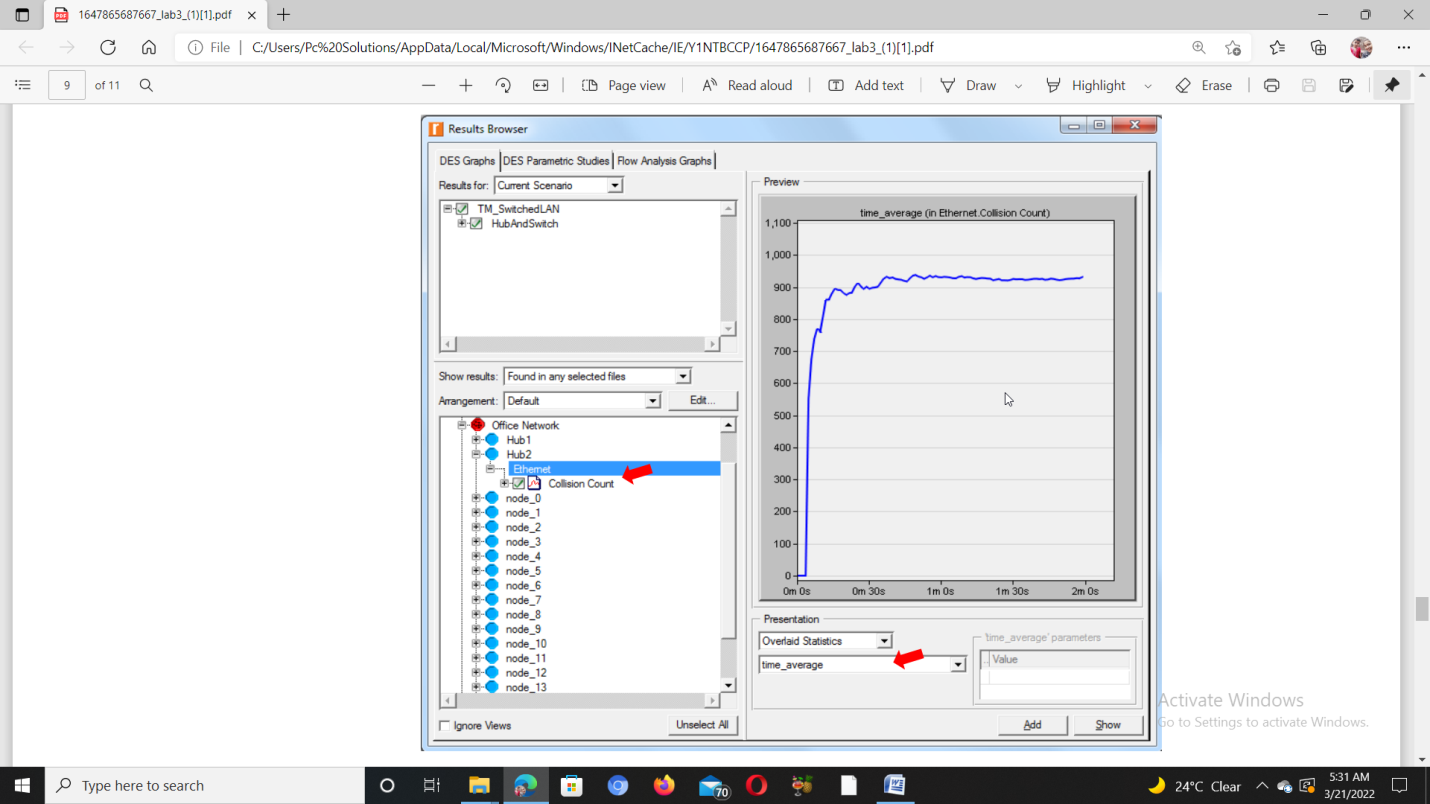 1647865687667_lab3_(1)[1].pdf
File C:/Users/Pc%20Solutions/AppData/Local/Microsoft/Windows/INetCache/IE/Y1NTBCCP/1647865687667_lab3_(1)[1].pdf
9 of 11 Page view Read aloud Add text Draw Highlight Erase
Results Browser
DES Graphs DES Parametric Studies Flow Analysis Graphs
Results for: Current Scenario
TM_SwitchedLAN
HubAndSwitch
Show results: Found in any selected files
Arrangement: Default Edit...
Office Network
Hub1
Hub2
Ethernet
Collision Count
node_0
node_1
node_2
node_3
node_4
node_5
node_6
node_7
node_8
node_9
node_10
node_11
node_12
node_13
Ignore Views Unselect All
Preview
time_average (in Ethernet.Collision Count)
1,100
1,000
900
800
700
600
500
400
300
200
100
0
0m 0s 0m 30s 1m 0s 1m 30s 2m 0s
Presentation
Overlaid Statistics
time_average
'time_average' parameters
.. Value
Add Show
Activate Windows
Go to Settings to activate Windows.
Type here to search
70
24°C Clear
5:31 AM
3/21/2022